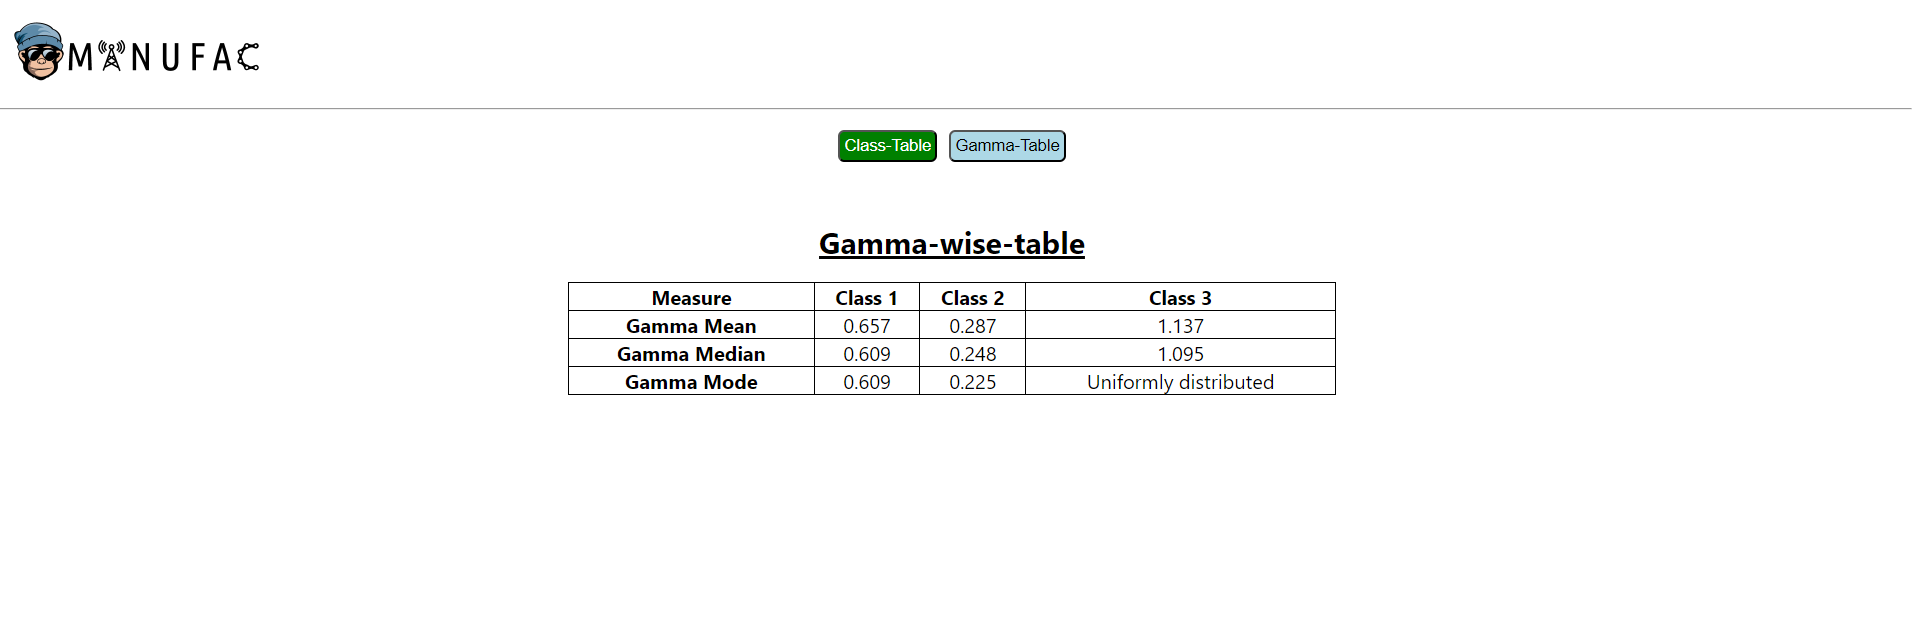 MANUFAC
Class-Table Gamma-Table
Gamma-wise-table
Measure Class 1 Class 2 Class 3
Gamma Mean 0.657 0.287 1.137
Gamma Median 0.609 0.248 1.095
Gamma Mode 0.609 0.225 Uniformly distributed